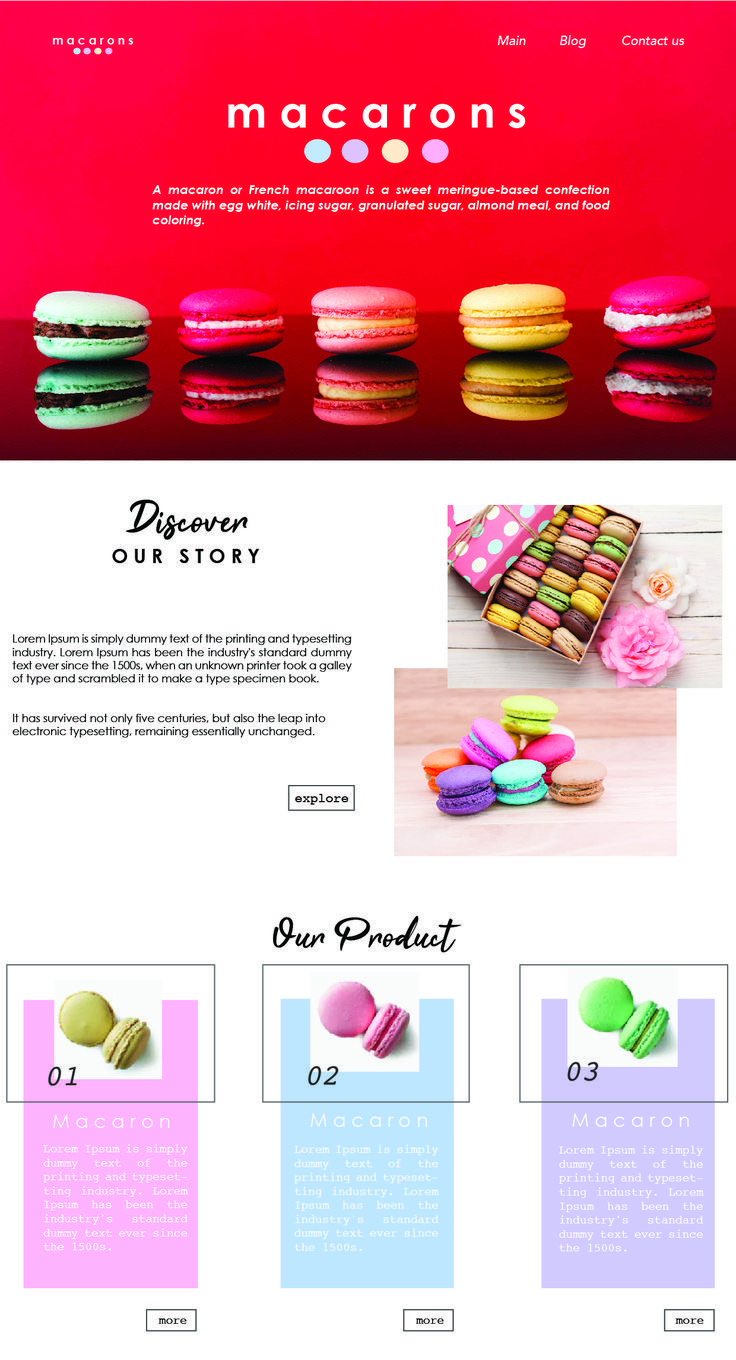 macarons
Main Blog Contact us
macarons
A macaron or French macaroon is a sweet meringue-based confection
made with egg white, icing sugar, granulated sugar, almond meal, and food
coloring.
Discover
OUR STORY
Lorem Ipsum is simply dummy text of the printing and typesetting
industry. Lorem Ipsum has been the industry's standard dummy
text ever since the 1500s, when an unknown printer took a galley
of type and scrambled it to make a type specimen book.
It has survived not only five centuries, but also the leap into
electronic typesetting, remaining essentially unchanged.
explore
Our Product
01
Macaron
Lorem Ipsum is simply
dummy text of the
printing and typeset-
ting industry. Lorem
Ipsum has been the
industry's standard
dummy text ever since
the 1500s.
more
02
Macaron
Lorem Ipsum is simply
dummy text of the
printing and typeset-
ting industry. Lorem
Ipsum has been the
industry's standard
dummy text ever since
the 1500s.
more
03
Macaron
Lorem Ipsum is simply
dummy text of the
printing and typeset-
ting industry. Lorem
Ipsum has been the
industry's standard
dummy text ever since
the 1500s.
more